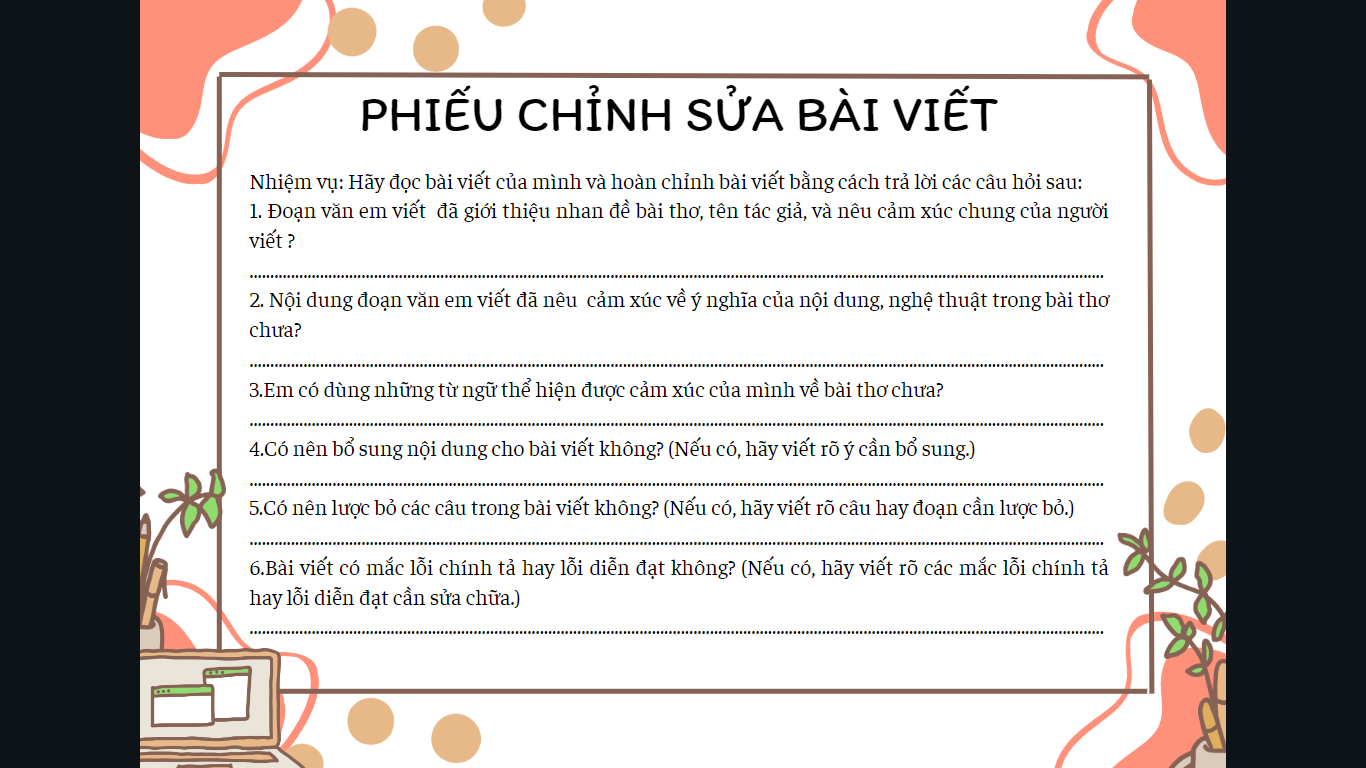 PHIẾU CHỈNH SỬA BÀI VIẾT
Nhiệm vụ: Hãy đọc bài viết của mình và hoàn chỉnh bài viết bằng cách trả lời các câu hỏi sau:
1. Đoạn văn em viết  đã giới thiệu nhan đề bài thơ, tên tác giả, và nêu cảm xúc chung của người
viết ?
................................................................................
2. Nội dung đoạn văn em viết đã nêu  cảm xúc về ý nghĩa của nội dung, nghệ thuật trong bài thơ
chưa?
................................................................................
3.Em có dùng những từ ngữ thể hiện được cảm xúc của mình về bài thơ chưa?
................................................................................
4.Có nên bổ sung nội dung cho bài viết không? (Nếu có, hãy viết rõ ý cần bổ sung.)
................................................................................
5.Có nên lược bỏ các câu trong bài viết không? (Nếu có, hãy viết rõ câu hay đoạn cần lược bỏ.)
................................................................................
6.Bài viết có mắc lỗi chính tả hay lỗi diễn đạt không? (Nếu có, hãy viết rõ các mắc lỗi chính tả
hay lỗi diễn đạt cần sửa chữa.)
................................................................................